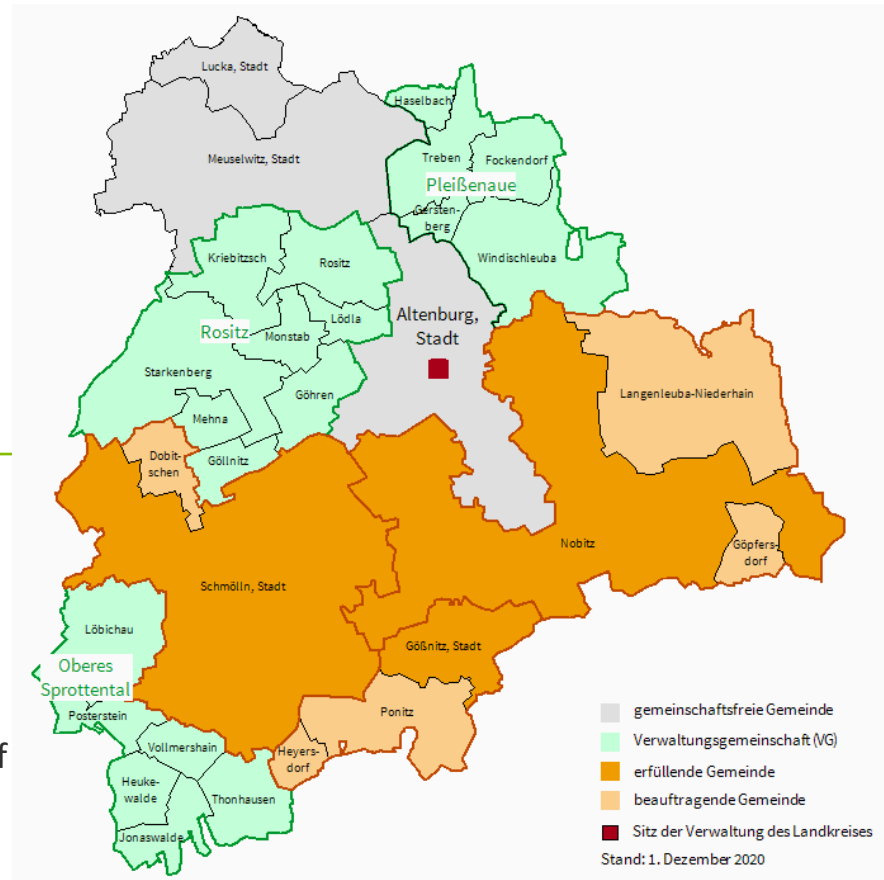 Lucka, Stadt
Haselbach
Meuselwitz, Stadt
Treben
Fockendorf
Pleißenaue
Gersten-
berg
Kriebitzsch
Rositz
Windischleuba
Altenburg,
Stadt
Lödla
Rositz
Monstab
Starkenberg
Göhren
Langenleuba-Niederhain
Mehna
Dobit-
schen
Göllnitz
Nobitz
Göpfers-
dorf
Schmölln, Stadt
Löbichau
Gößnitz, Stadt
Oberes
Sprottental
Posterstein
Ponitz
Vollmershain
Heyers-
dorf
f
Heuke-
walde
Thonhausen
Jonaswalde
gemeinschaftsfreie Gemeinde
Verwaltungsgemeinschaft (VG)
erfüllende Gemeinde
beauftragende Gemeinde
Sitz der Verwaltung des Landkreises
Stand: 1. Dezember 2020